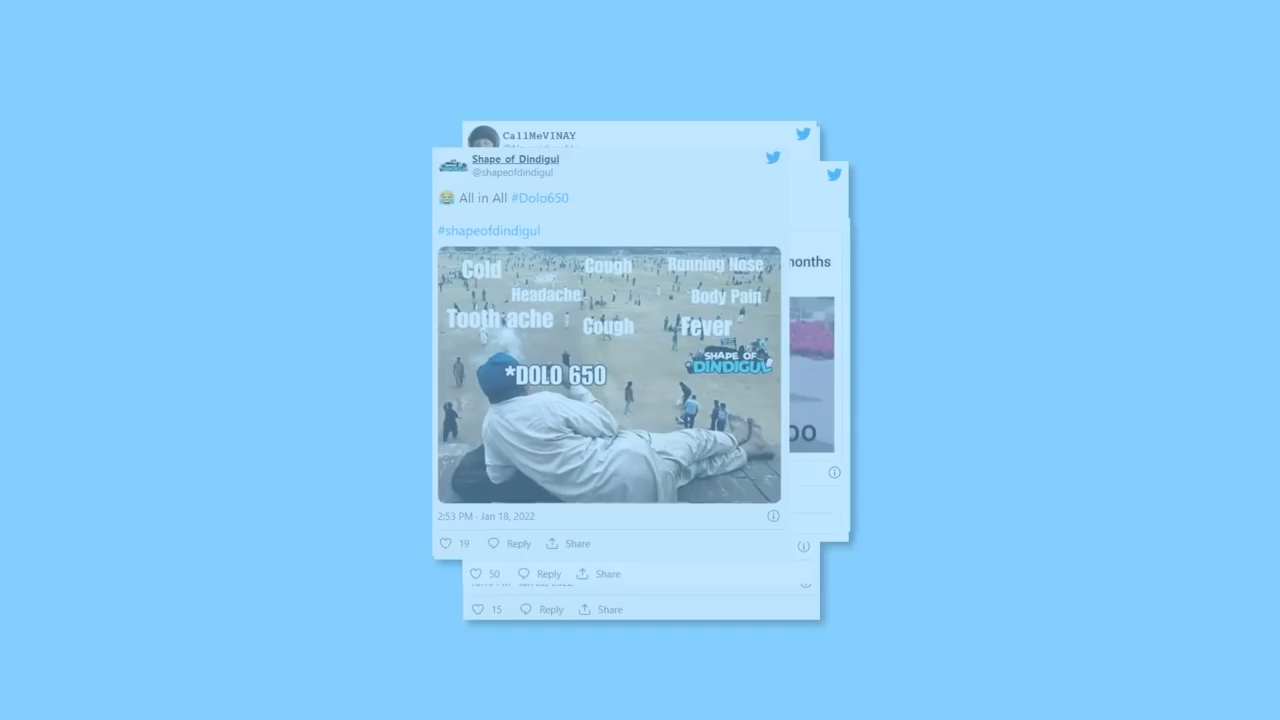 CallMeVINAY
Shape of Dindigul
@shapeofdindigul
😂 All in All #Dolo650
#shapeofdindigul
months
Cold
Cough
Running Nose
Headache
Body Pain
Tooth ache
Cough
Fever
SHAPE OF
DINDIGUL
*DOLO 650
00
2:53 PM · Jan 18, 2022
19 Reply Share
50 Reply Share
15 Reply Share